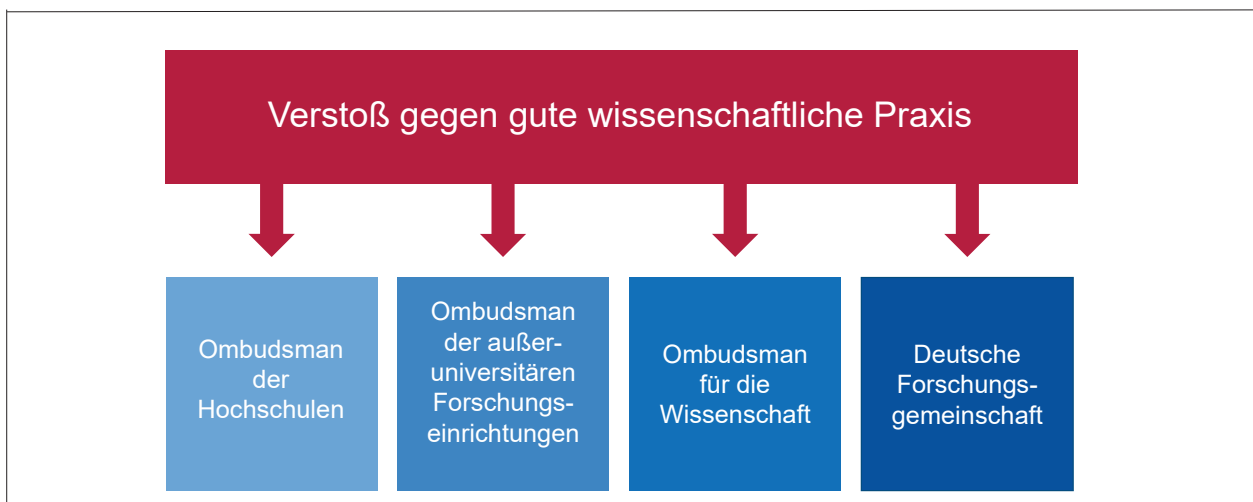 Verstoß gegen gute wissenschaftliche Praxis
Ombudsman
der
Hochschulen
Ombudsman
der außer-
universitären
Forschungs-
einrichtungen
Ombudsman
für die
Wissenschaft
Deutsche
Forschungs-
gemeinschaft